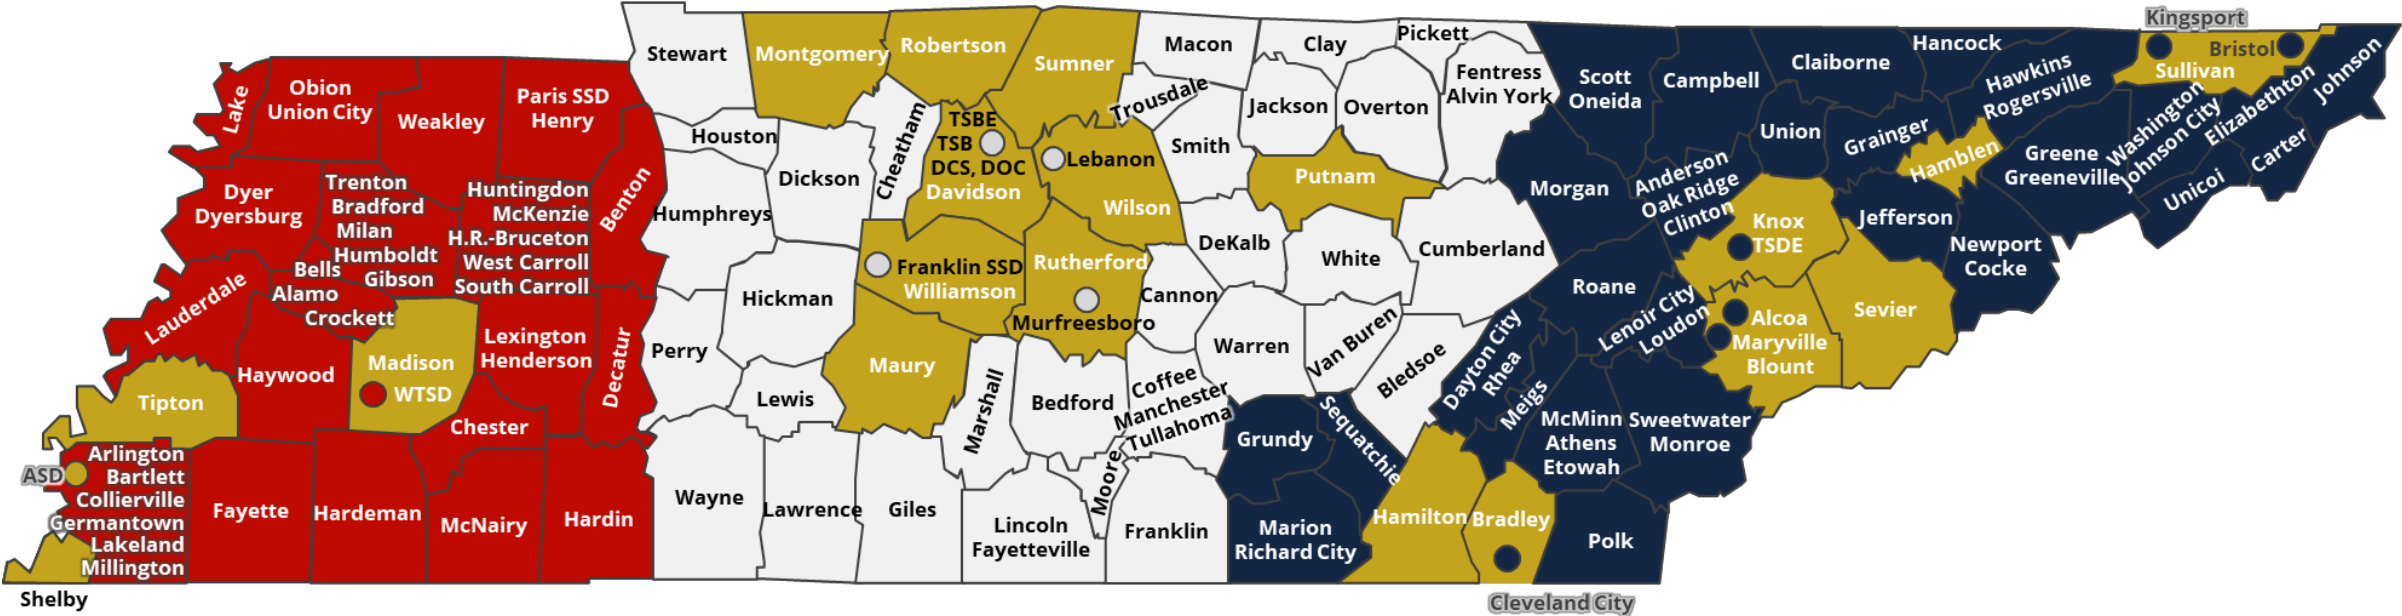 Lake
Obion
Union City
Weakley
Paris SSD
Henry
Dyer
Dyersburg
Trenton
Bradford
Milan
Humboldt
Gibson
Huntingdon
McKenzie
H.R.-Bruceton
West Carroll
South Carroll
Benton
Lauderdale
Bells
Alamo
Crockett
Tipton
Haywood
Madison
WTSD
Lexington
Henderson
Decatur
Chester
ASD
Arlington
Bartlett
Collierville
Germantown
Lakeland
Millington
Shelby
Fayette
Hardeman
McNairy
Hardin
Stewart
Montgomery
Robertson
Sumner
Macon
Clay
Pickett
Fentress
Alvin York
Houston
Dickson
Cheatham
TSBE
TSB
DCS, DOC
Davidson
Lebanon
Wilson
Trousdale
Smith
Jackson
Overton
Putnam
Humphreys
Hickman
Franklin SSD
Williamson
Rutherford
Murfreesboro
Cannon
DeKalb
White
Cumberland
Perry
Lewis
Maury
Marshall
Bedford
Coffee
Manchester
Tullahoma
Warren
Van Buren
Bledsoe
Wayne
Lawrence
Giles
Lincoln
Fayetteville
Moore
Franklin
Scott
Oneida
Campbell
Claiborne
Hancock
Hawkins
Rogersville
Kingsport
Bristol
Sullivan
Johnson
Morgan
Anderson
Oak Ridge
Clinton
Union
Grainger
Hamblen
Greene
Greeneville
Washington
Johnson City
Elizabethton
Carter
Unicoi
Knox
TSDE
Jefferson
Newport
Cocke
Roane
Lenoir City
Loudon
Alcoa
Maryville
Blount
Sevier
Dayton City
Rhea
Meigs
McMinn
Athens
Etowah
Sweetwater
Monroe
Grundy
Sequatchie
Marion
Richard City
Hamilton
Bradley
Polk
Cleveland City